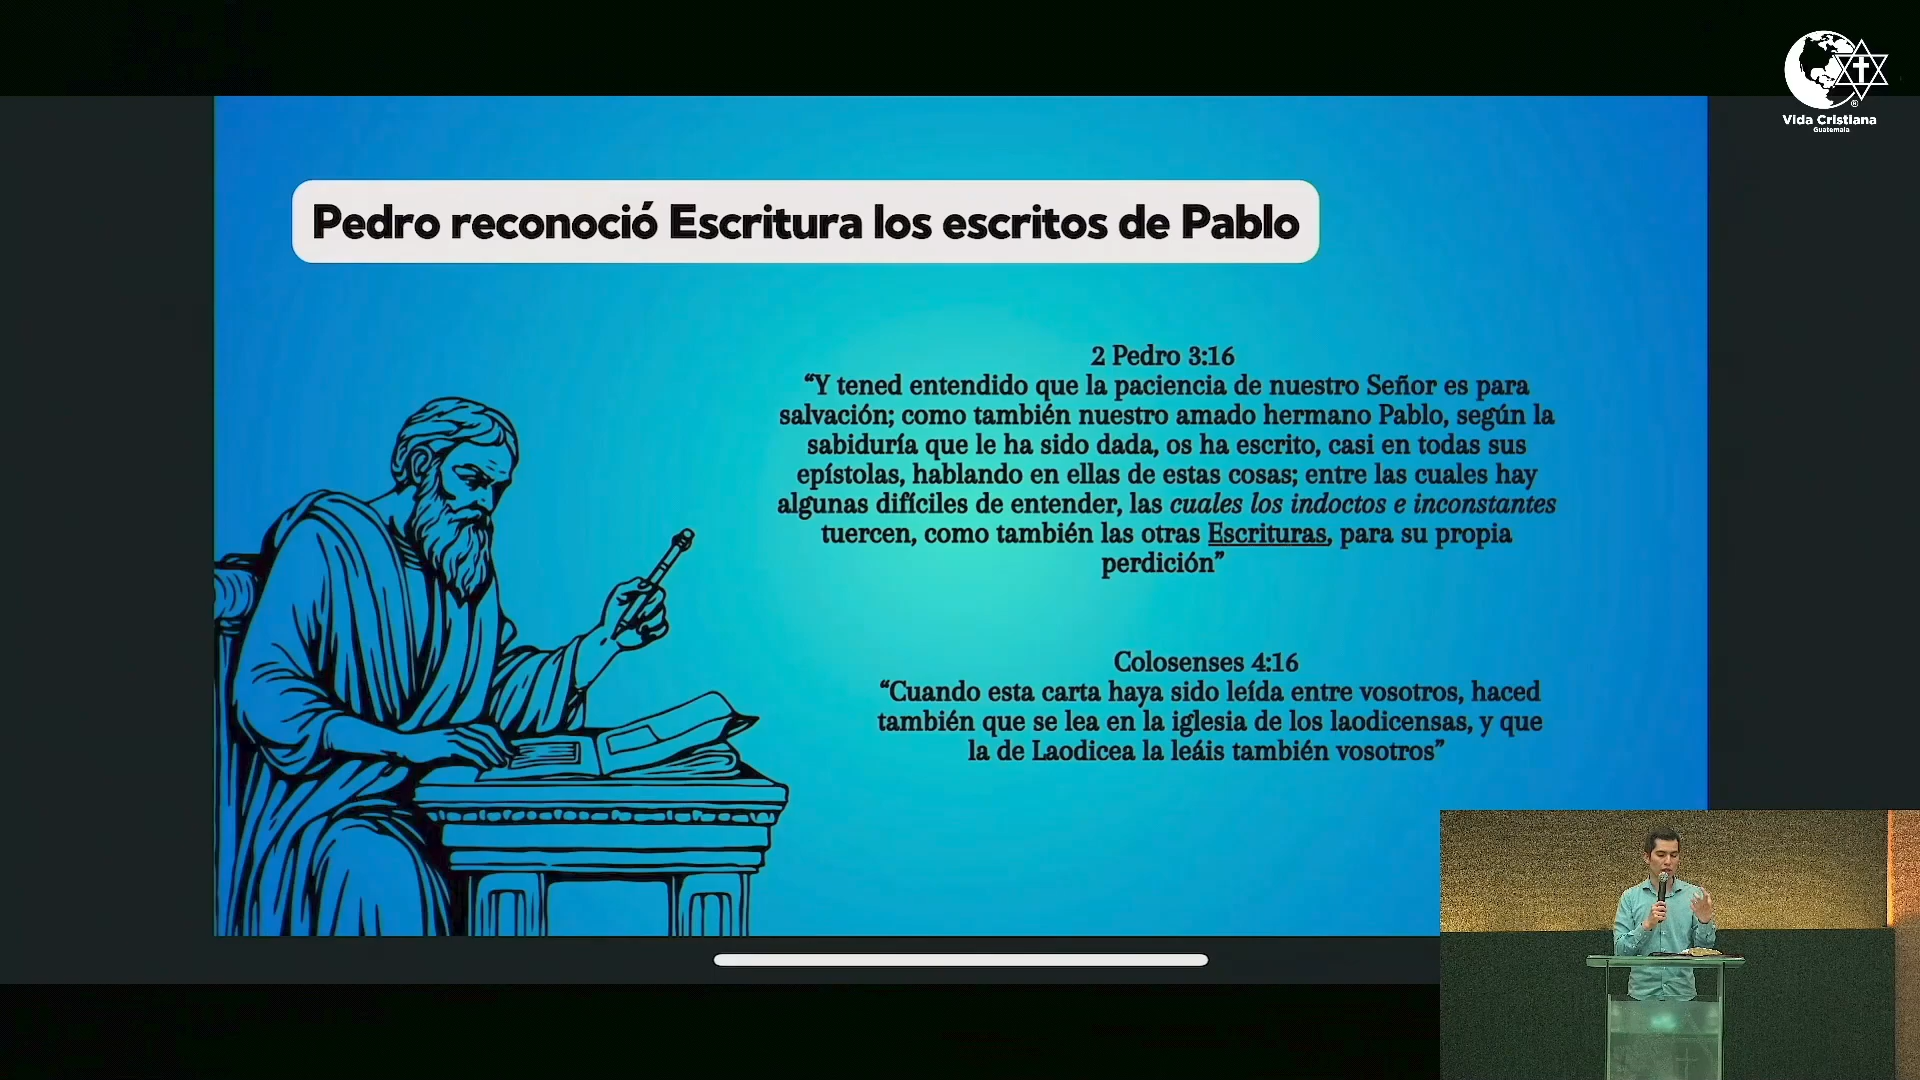 Vida Cristiana
Guatemala
Pedro reconoció Escritura los escritos de Pablo
2 Pedro 3:16
“Y tened entendido que la paciencia de nuestro Señor es para
salvación; como también nuestro amado hermano Pablo, según la
sabiduría que le ha sido dada, os ha escrito, casi en todas sus
epístolas, hablando en ellas de estas cosas; entre las cuales hay
algunas difíciles de entender, las cuales los indoctos e inconstantes
tuercen, como también las otras Escrituras, para su propia
perdición”
Colosenses 4:16
“Cuando esta carta haya sido leída entre vosotros, haced
también que se lea en la iglesia de los laodicensas, y que
la de Laodicea la leáis también vosotros”